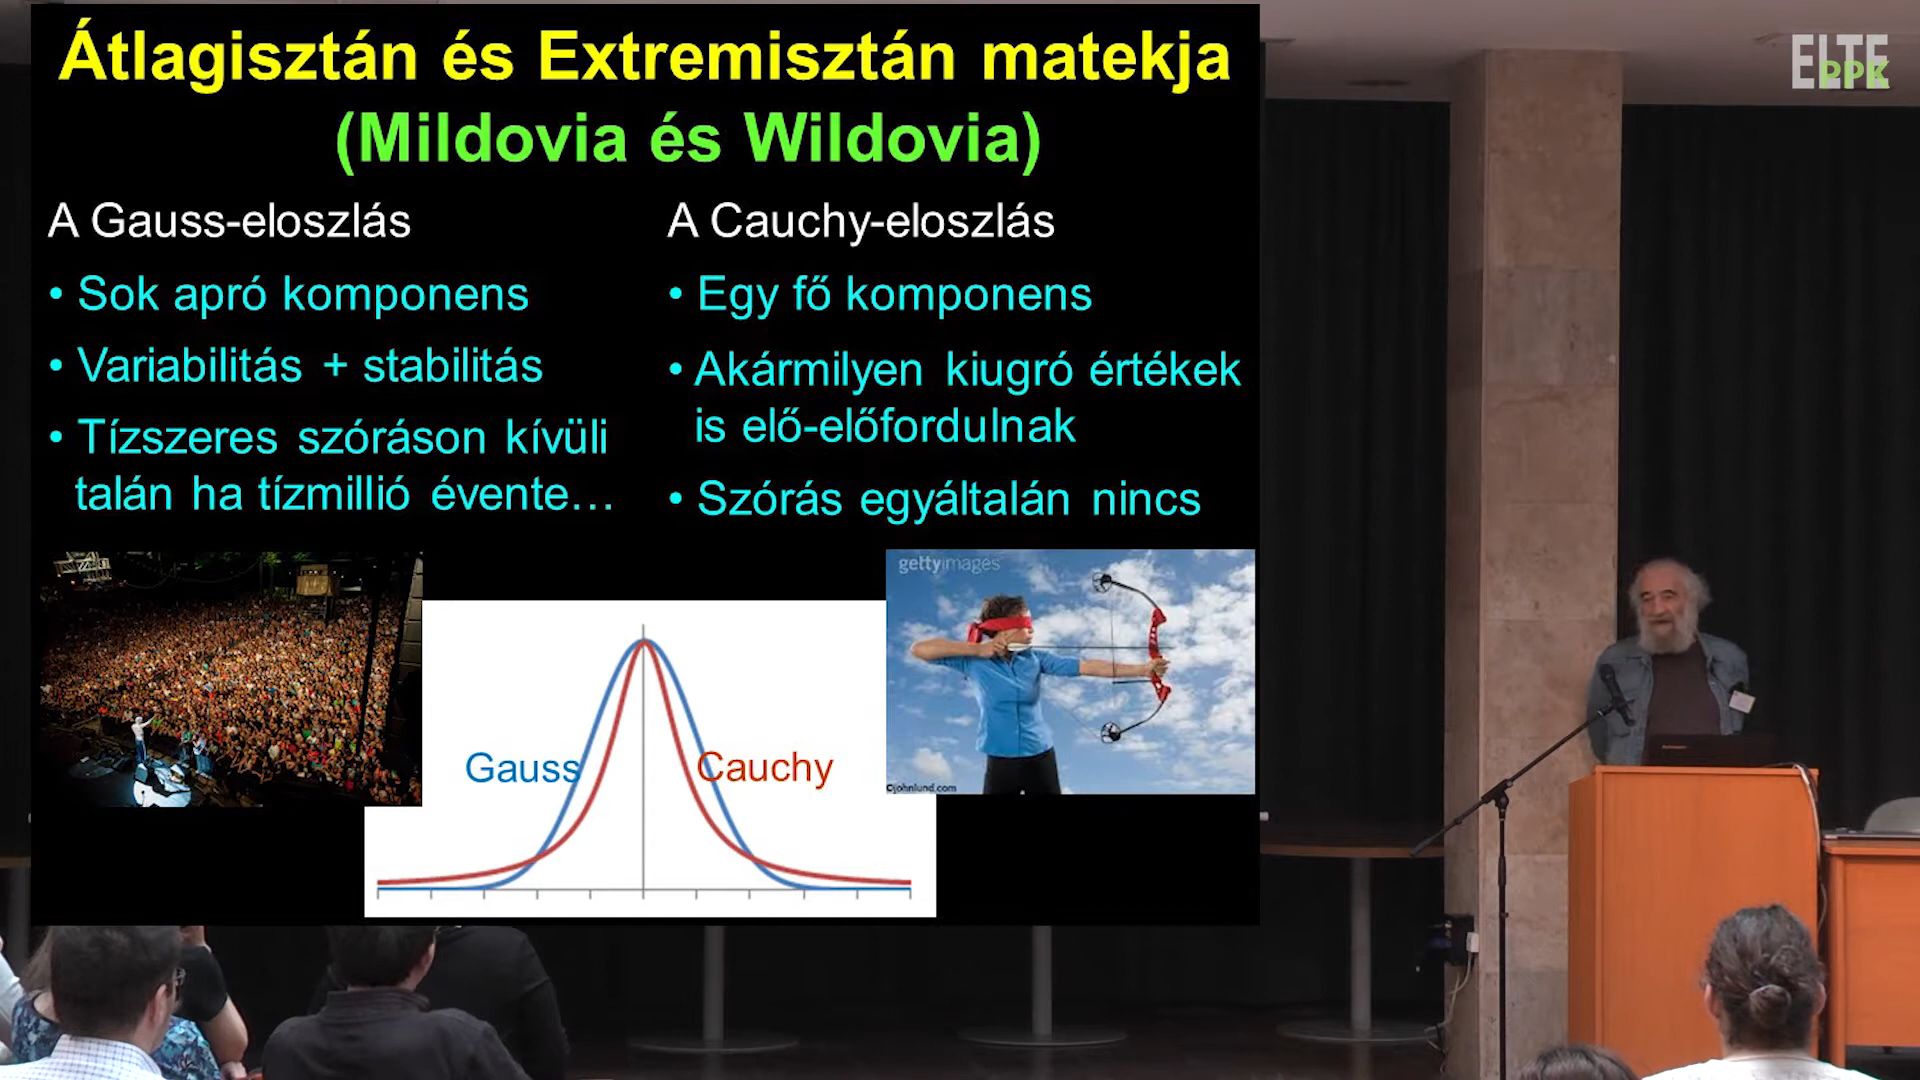 Átlagisztán és Extremisztán matekja
(Mildovia és Wildovia)
A Gauss-eloszlás
• Sok apró komponens
• Variabilitás + stabilitás
• Tízszeres szóráson kívüli
talán ha tízmillió évente…
A Cauchy-eloszlás
• Egy fő komponens
• Akármilyen kiugró értékek
is elő-előfordulnak
• Szórás egyáltalán nincs
gettyimages
©johnlund.com
Gauss
Cauchy
ELTE
PPK